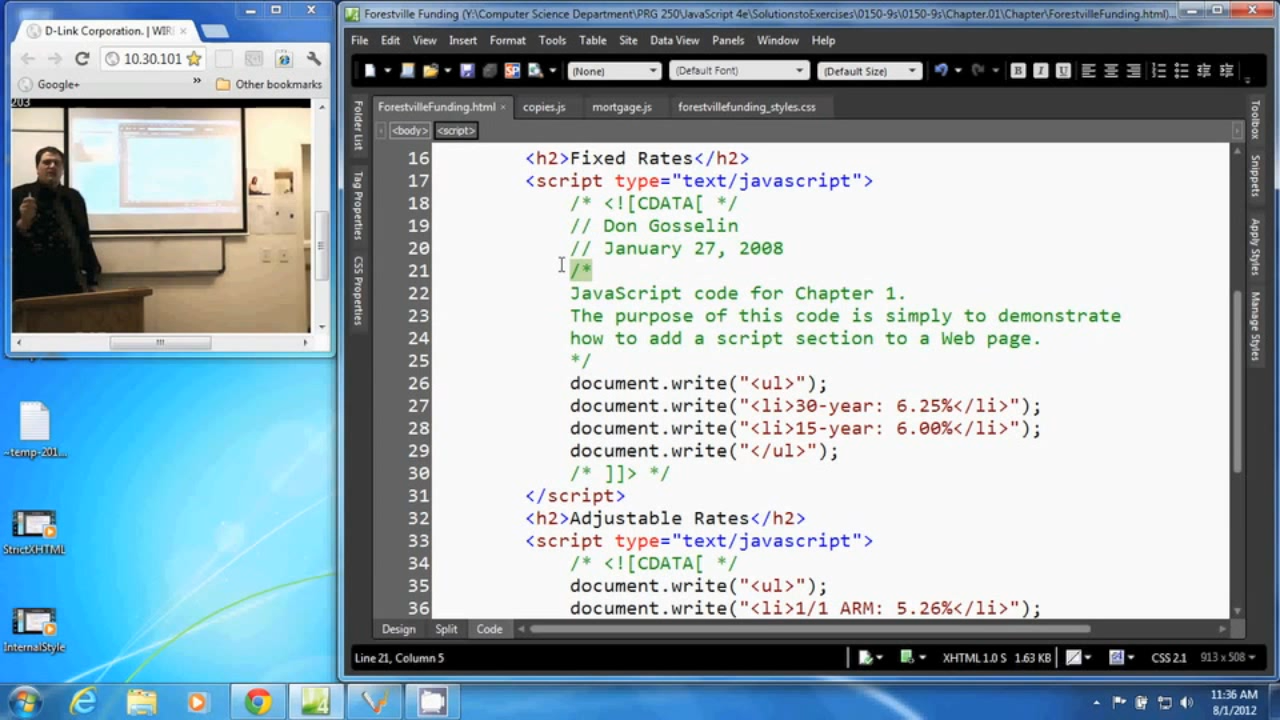 D-Link Corporation. | WIR
10.30.101
Google+
»
Other bookmarks
203
~temp-201...
StrictXHTML
InternalStyle
Forestville Funding (Y:\Computer Science Department\PRG 250\JavaScript 4e\SolutionstoExercises\0150-9s\0150-9s\Chapter.01\Chapter\ForestvilleFunding.html)...
File Edit View Insert Format Tools Table Site Data View Panels Window Help
(None) (Default Font) (Default Size) B I U
ForestvilleFunding.html × copies.js mortgage.js forestvillefunding_styles.css
<body> <script>
Folder List
Tag Properties
CSS Properties
Toolbox
Snippets
Apply Styles
Manage Styles
16 <h2>Fixed Rates</h2>
17 <script type="text/javascript">
18 /* <![CDATA[ */
19 // Don Gosselin
20 // January 27, 2008
21 /*
22 JavaScript code for Chapter 1.
23 The purpose of this code is simply to demonstrate
24 how to add a script section to a Web page.
25 */
26 document.write("<ul>");
27 document.write("<li>30-year: 6.25%</li>");
28 document.write("<li>15-year: 6.00%</li>");
29 document.write("</ul>");
30 /* ]]> */
31 </script>
32 <h2>Adjustable Rates</h2>
33 <script type="text/javascript">
34 /* <![CDATA[ */
35 document.write("<ul>");
36 document.write("<li>1/1 ARM: 5.26%</li>");
Design Split Code
Line 21, Column 5 XHTML 1.0 S 1.63 KB CSS 2.1 913 x 508
11:36 AM
8/1/2012